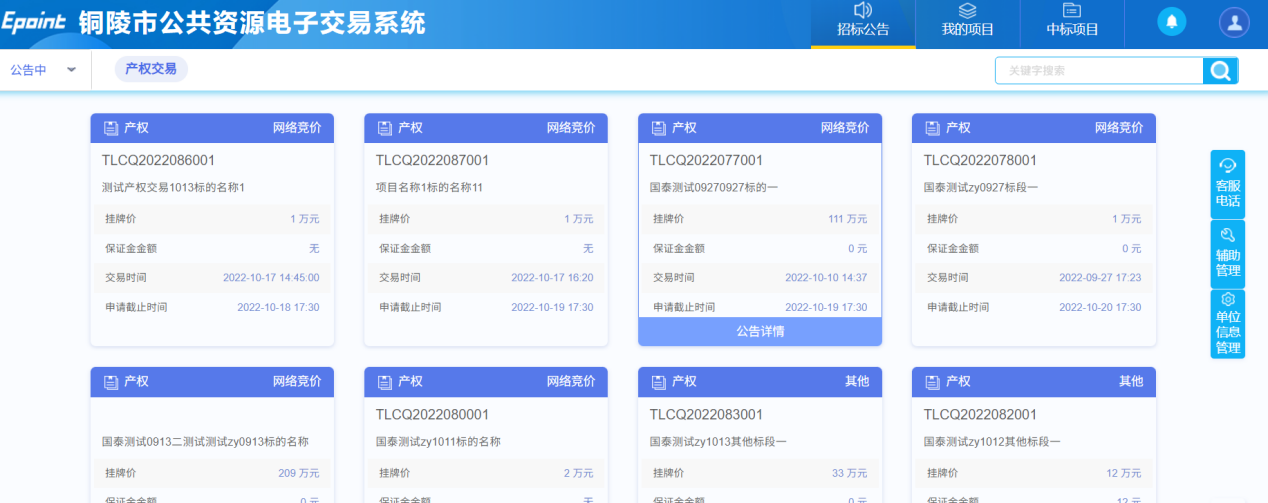 Epoint 铜陵市公共资源电子交易系统
招标公告 我的项目 中标项目
公告中 产权交易 关键字搜索
产权 网络竞价 产权 网络竞价 产权 网络竞价 产权 网络竞价
TLCQ2022086001 TLCQ2022087001 TLCQ2022077001 TLCQ2022078001
测试产权交易1013标的名称1 项目名称1标的名称11 国泰测试09270927标的一 国泰测试zy0927标段一
挂牌价 1 万元 挂牌价 1 万元 挂牌价 111 万元 挂牌价 1 万元
保证金金额 无 保证金金额 无 保证金金额 0 元 保证金金额 0 元
交易时间 2022-10-17 14:45:00 交易时间 2022-10-17 16:20 交易时间 2022-10-10 14:37 交易时间 2022-09-27 17:23
申请截止时间 2022-10-18 17:30 申请截止时间 2022-10-19 17:30 申请截止时间 2022-10-19 17:30 申请截止时间 2022-10-20 17:30
公告详情
客服
电话
辅助
管理
单位
信息
管理
产权 网络竞价 产权 网络竞价 产权 其他 产权 其他
TLCQ2022080001 TLCQ2022083001 TLCQ2022082001
国泰测试0913二测试测试zy0913标的名称 国泰测试zy1011标的名称 国泰测试zy1013其他标段一 国泰测试zy1012其他标段一
挂牌价 209 万元 挂牌价 2 万元 挂牌价 33 万元 挂牌价 12 万元
保证金金额 0 元 保证金金额 无 保证金金额 0 元 保证金金额 12 元